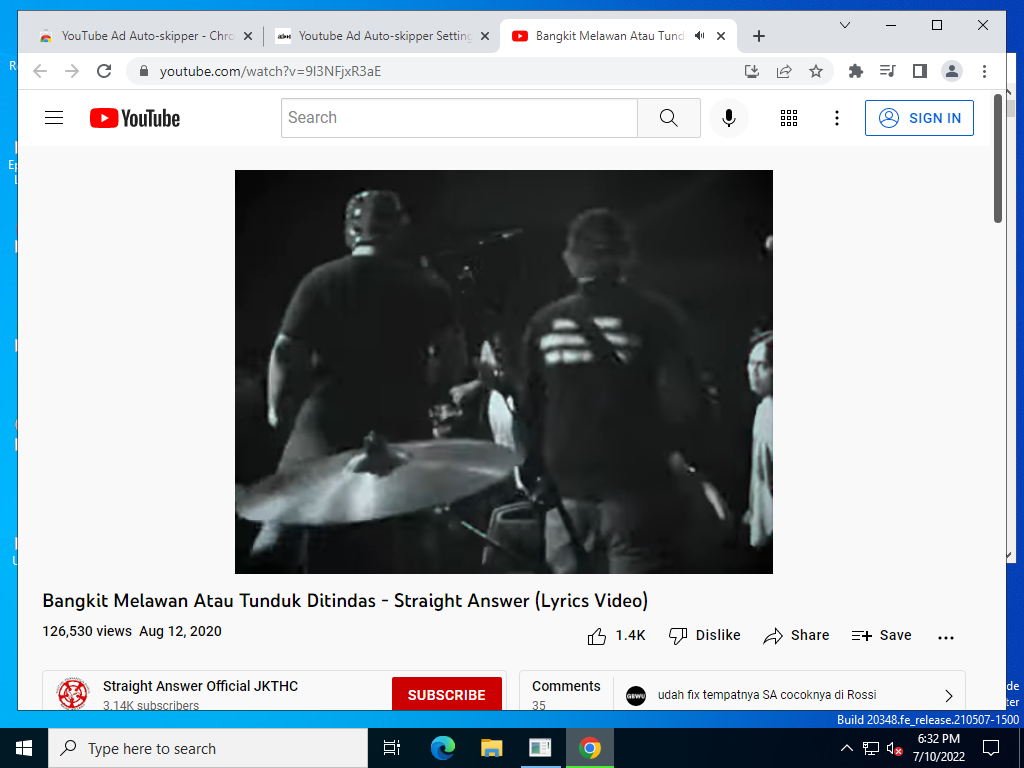 YouTube Ad Auto-skipper - Chro
Youtube Ad Auto-skipper Setting
Bangkit Melawan Atau Tund
youtube.com/watch?v=9I3NFjxR3aE
YouTube
Search
SIGN IN
Bangkit Melawan Atau Tunduk Ditindas - Straight Answer (Lyrics Video)
126,530 views Aug 12, 2020
1.4K
Dislike
Share
Save
Straight Answer Official JKTHC
3.14K subscribers
SUBSCRIBE
Comments
35
udah fix tempatnya SA cocoknya di Rossi
Build 20348.fe_release.210507-1500
Type here to search
6:32 PM
7/10/2022